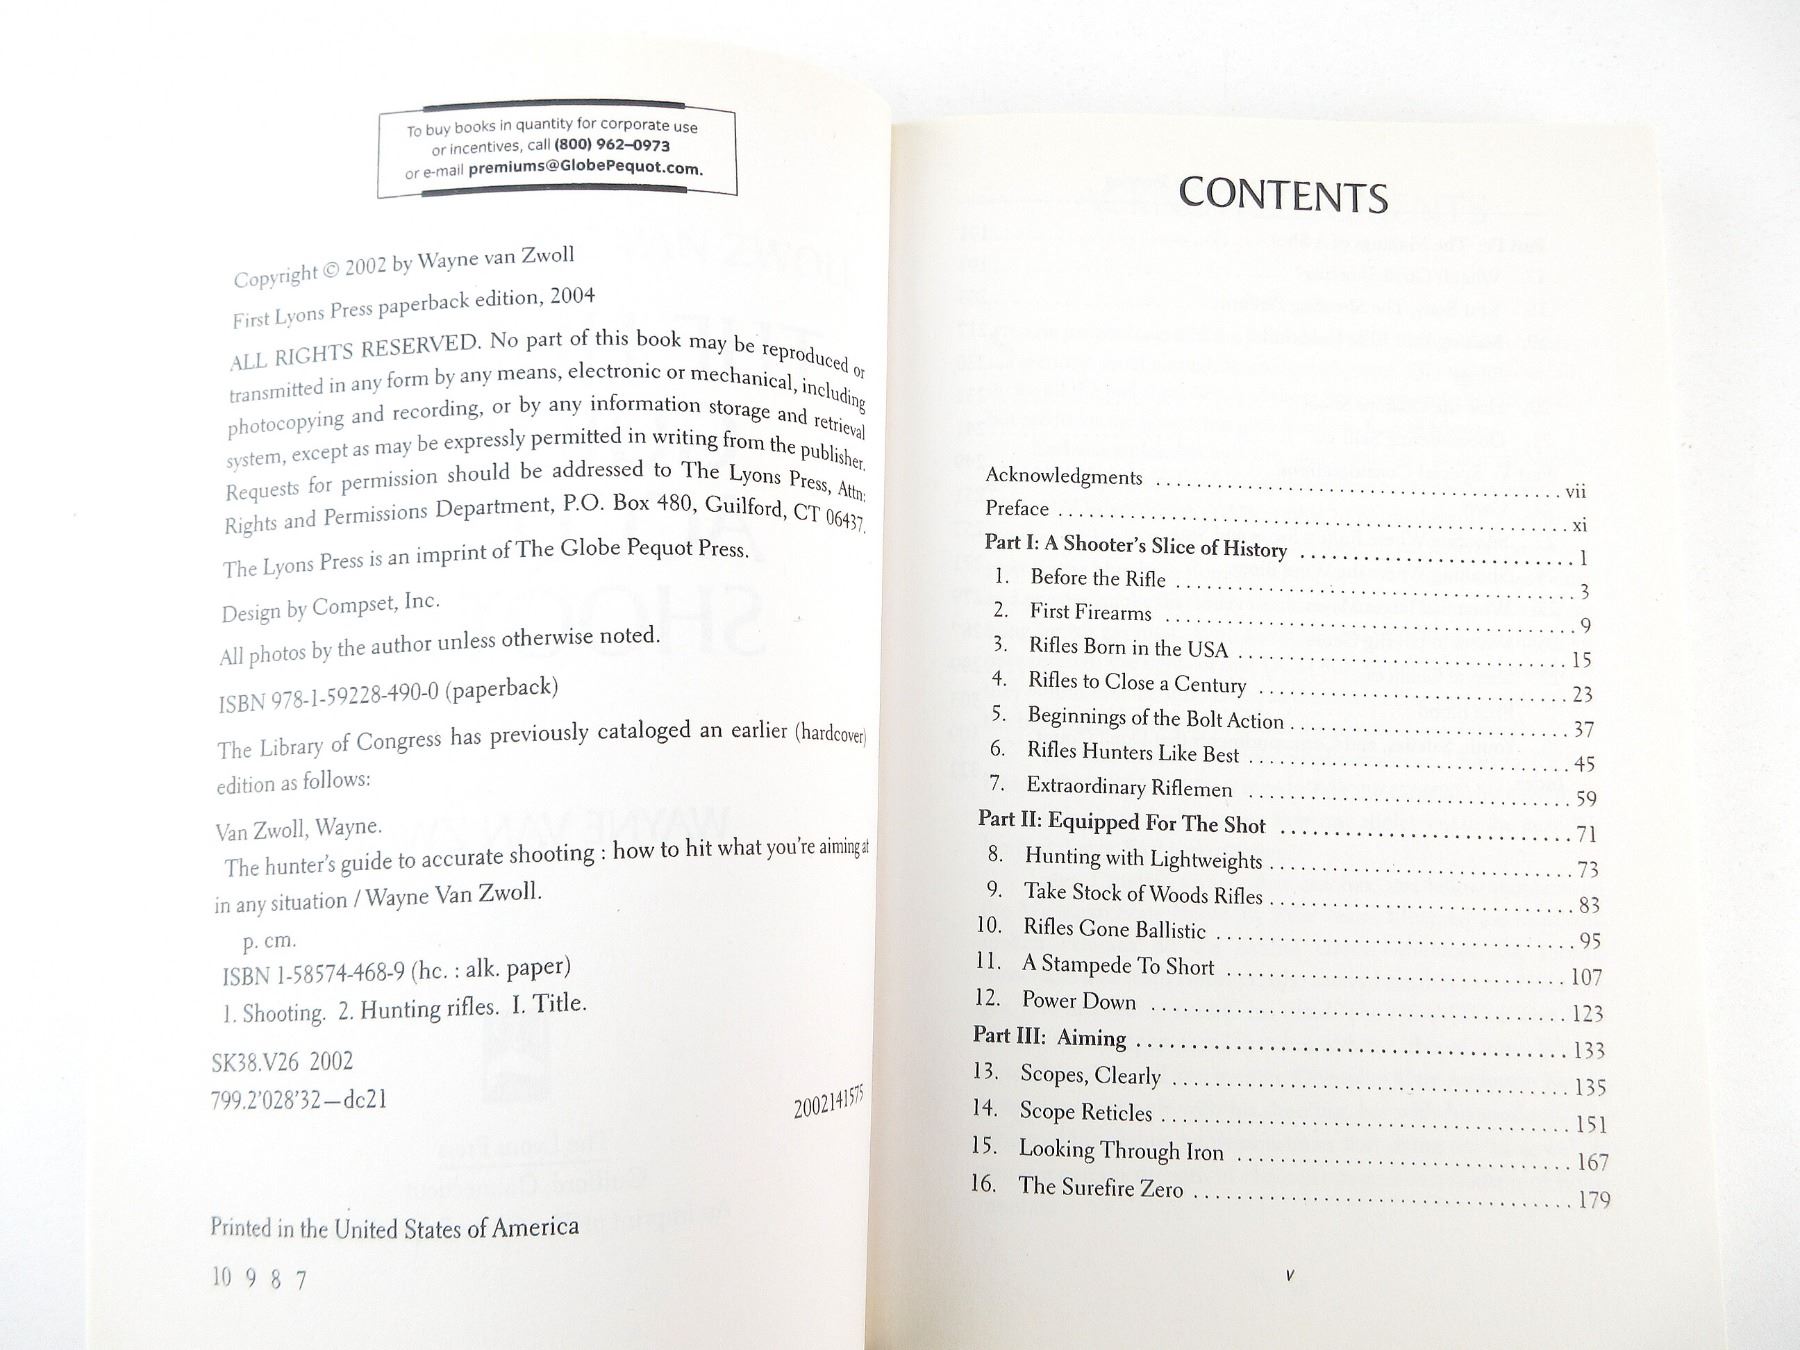 To buy books in quantity for corporate use
or incentives, call (800) 962–0973
or e-mail premiums@GlobePequot.com.
Copyright © 2002 by Wayne van Zwoll
First Lyons Press paperback edition, 2004
ALL RIGHTS RESERVED. No part of this book may be reproduced or
transmitted in any form by any means, electronic or mechanical, including
photocopying and recording, or by any information storage and retrieval
system, except as may be expressly permitted in writing from the publisher.
Requests for permission should be addressed to The Lyons Press, Attn:
Rights and Permissions Department, P.O. Box 480, Guilford, CT 06437.
The Lyons Press is an imprint of The Globe Pequot Press.
Design by Compset, Inc.
All photos by the author unless otherwise noted.
ISBN 978-1-59228-490-0 (paperback)
The Library of Congress has previously cataloged an earlier (hardcover)
edition as follows:
Van Zwoll, Wayne.
The hunter's guide to accurate shooting : how to hit what you're aiming at
in any situation / Wayne Van Zwoll.
p. cm.
ISBN 1-58574-468-9 (hc. : alk. paper)
1. Shooting. 2. Hunting rifles. I. Title.
SK38.V26 2002
799.2'028'32—dc21
2002141575
Printed in the United States of America
10 9 8 7
CONTENTS
Acknowledgments . . . . . . . . . . vii
Preface . . . . . . . . . . xi
Part I: A Shooter's Slice of History . . . . . . . . . . 1
1. Before the Rifle . . . . . . . . . . 3
2. First Firearms . . . . . . . . . . 9
3. Rifles Born in the USA . . . . . . . . . . 15
4. Rifles to Close a Century . . . . . . . . . . 23
5. Beginnings of the Bolt Action . . . . . . . . . . 37
6. Rifles Hunters Like Best . . . . . . . . . . 45
7. Extraordinary Riflemen . . . . . . . . . . 59
Part II: Equipped For The Shot . . . . . . . . . . 71
8. Hunting with Lightweights . . . . . . . . . . 73
9. Take Stock of Woods Rifles . . . . . . . . . . 83
10. Rifles Gone Ballistic . . . . . . . . . . 95
11. A Stampede To Short . . . . . . . . . . 107
12. Power Down . . . . . . . . . . 123
Part III: Aiming . . . . . . . . . . 133
13. Scopes, Clearly . . . . . . . . . . 135
14. Scope Reticles . . . . . . . . . . 151
15. Looking Through Iron . . . . . . . . . . 167
16. The Surefire Zero . . . . . . . . . . 179
v